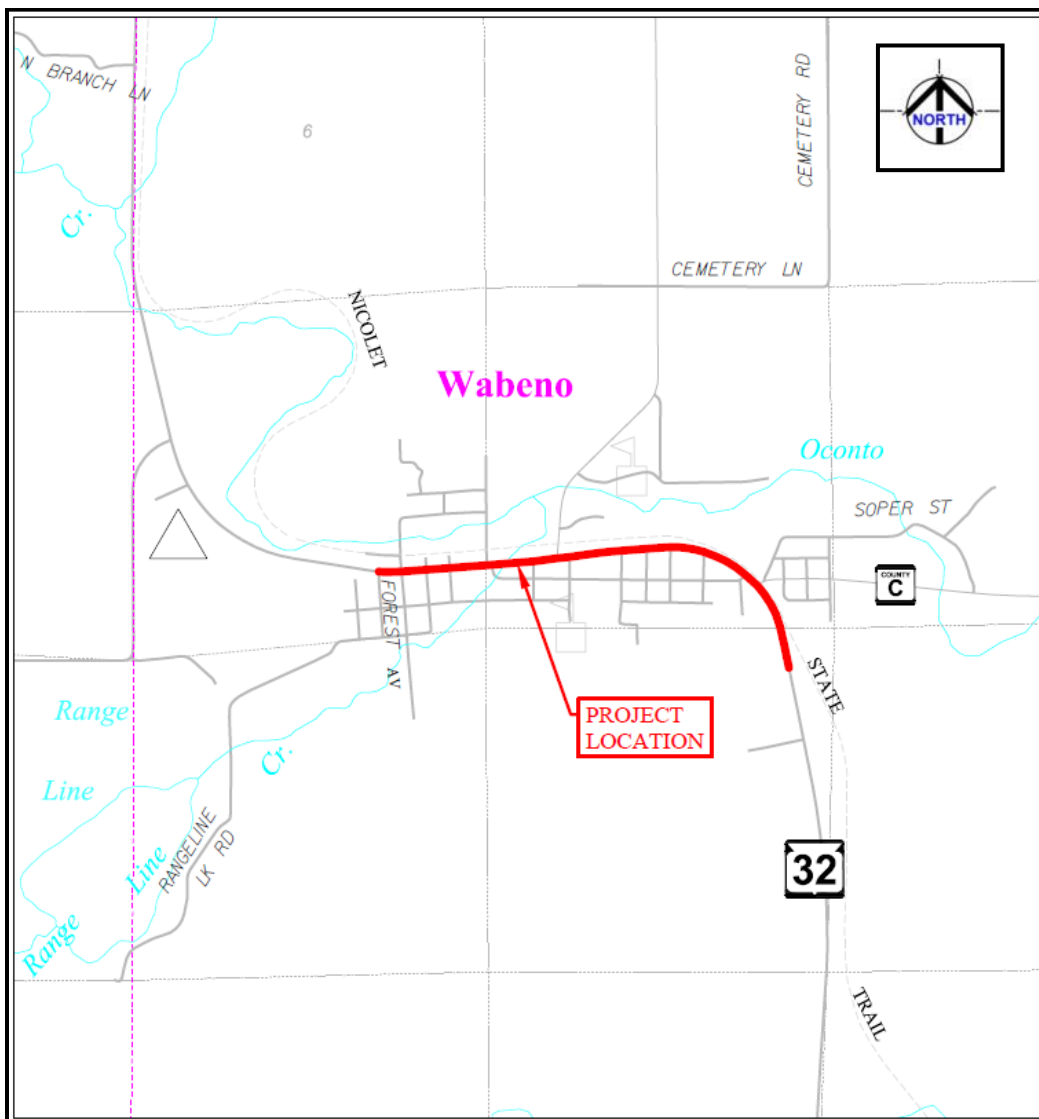 N BRANCH LN
6
CEMETERY RD
NORTH
Cr.
CEMETERY LN
NICOLET
Wabeno
Oconto
SOPER ST
COUNTY
C
FOREST AV
STATE
PROJECT
LOCATION
Range
Line
Cr.
RANGELINE
LK RD
Line
Range
32
TRAIL